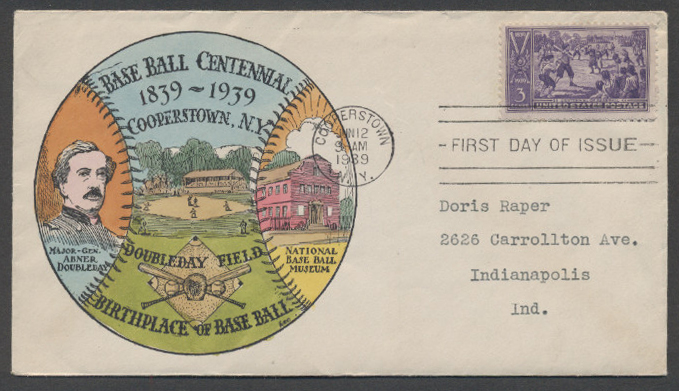 BASE BALL CENTENNIAL
1839 ~ 1939
COOPERSTOWN, N.Y.
MAJOR-GEN.
ABNER
DOUBLEDAY
DOUBLEDAY FIELD
NATIONAL
BASE BALL
MUSEUM
BIRTHPLACE OF BASE BALL
COOPERSTOWN
JUN 12
9 AM
1939
N.Y.
3
UNITED STATES POSTAGE
-FIRST DAY OF ISSUE-
Doris Raper
2626 Carrollton Ave.
Indianapolis
Ind.